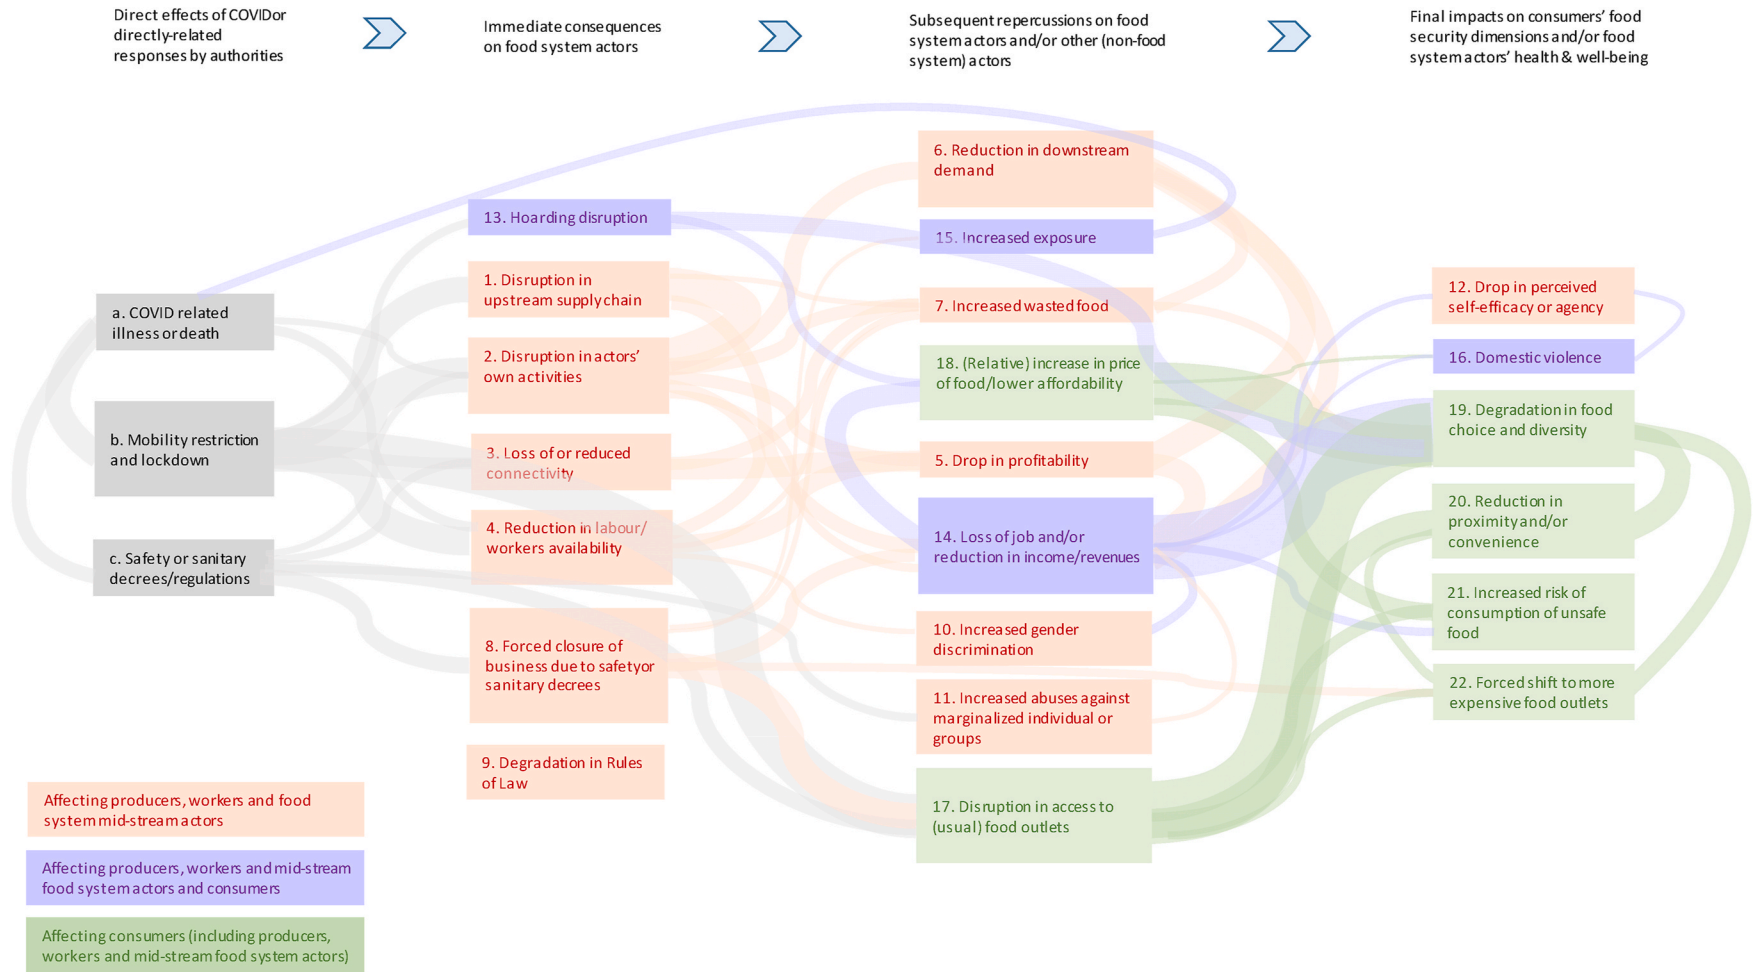 Direct effects of COVIDor
directly-related
responses by authorities
Immediate consequences
on food system actors
Subsequent repercussions on food
system actors and/or other (non-food
system) actors
Final impacts on consumers' food
security dimensions and/or food
system actors' health & well-being
a. COVID related
illness or death
b. Mobility restriction
and lockdown
c. Safety or sanitary
decrees/regulations
13. Hoarding disruption
1. Disruption in
upstream supply chain
2. Disruption in actors'
own activities
3. Loss of or reduced
connectivity
4. Reduction in labour/
workers availability
8. Forced closure of
business due to safetyor
sanitary decrees
9. Degradation in Rules
of Law
6. Reduction in downstream
demand
15. Increased exposure
7. Increased wasted food
18. (Relative) increase in price
of food/lower affordability
5. Drop in profitability
14. Loss of job and/or
reduction in income/revenues
10. Increased gender
discrimination
11. Increased abuses against
marginalized individual or
groups
17. Disruption in access to
(usual) food outlets
12. Drop in perceived
self-efficacy or agency
16. Domestic violence
19. Degradation in food
choice and diversity
20. Reduction in
proximity and/or
convenience
21. Increased risk of
consumption of unsafe
food
22. Forced shift to more
expensive food outlets
Affecting producers, workers and food
system mid-stream actors
Affecting producers, workers and mid-stream
food system actors and consumers
Affecting consumers (including producers,
workers and mid-stream food system actors)